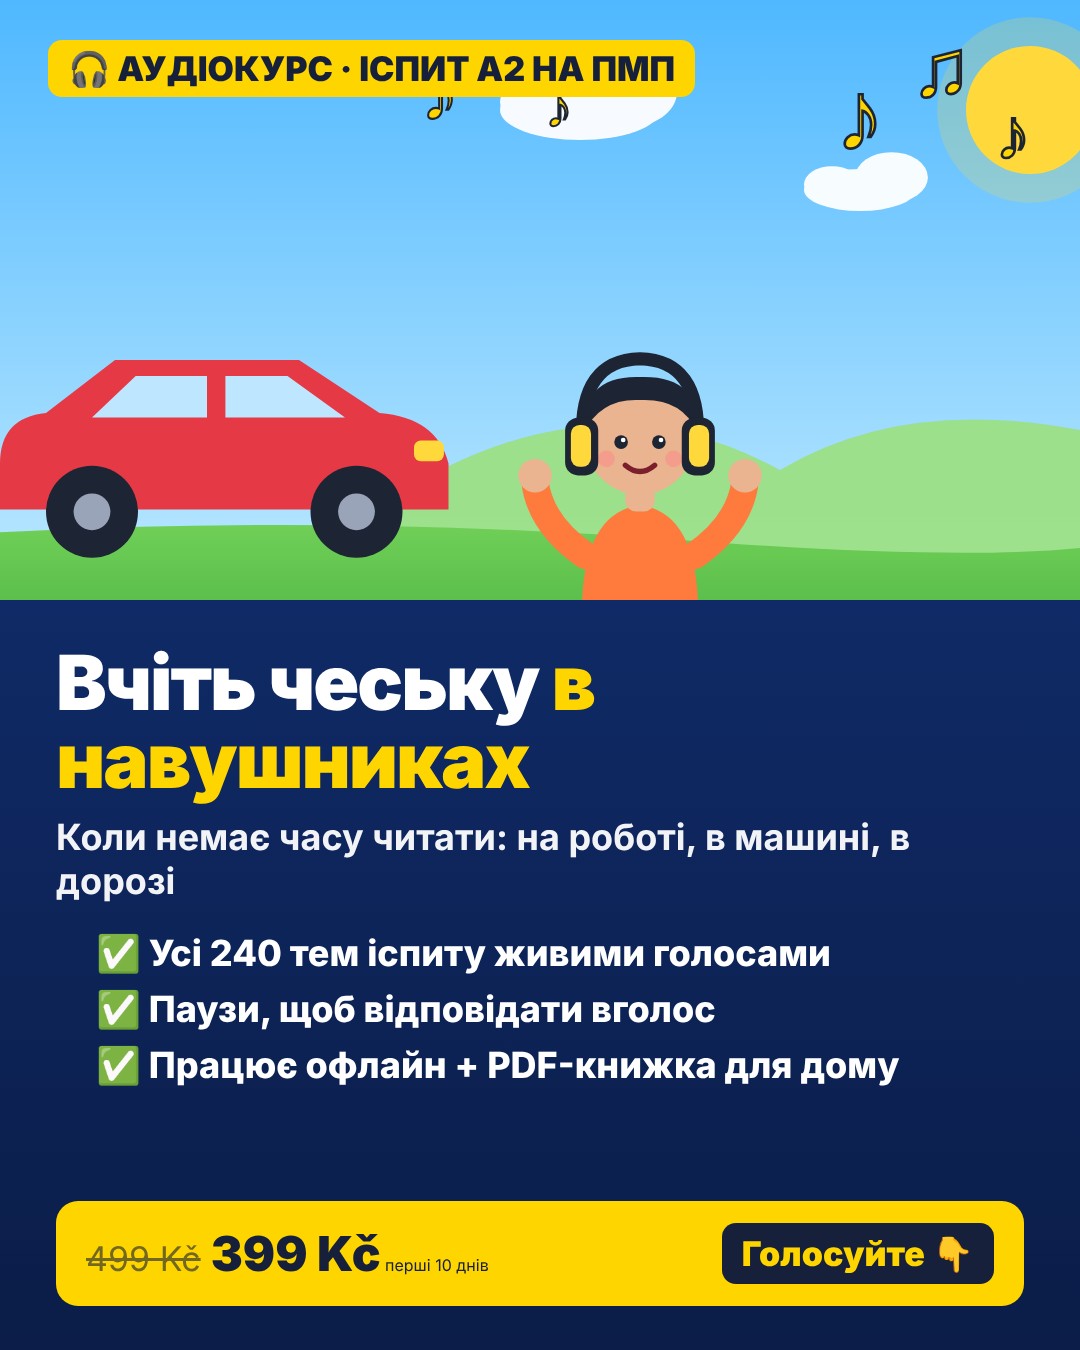 🎧 АУДІОКУРС · ІСПИТ А2 НА ПМП
Вчіть чеську в
навушниках
Коли немає часу читати: на роботі, в машині, в
дорозі
✅ Усі 240 тем іспиту живими голосами
✅ Паузи, щоб відповідати вголос
✅ Працює офлайн + PDF-книжка для дому
499 Kč 399 Kč перші 10 днів
Голосуйте 👇